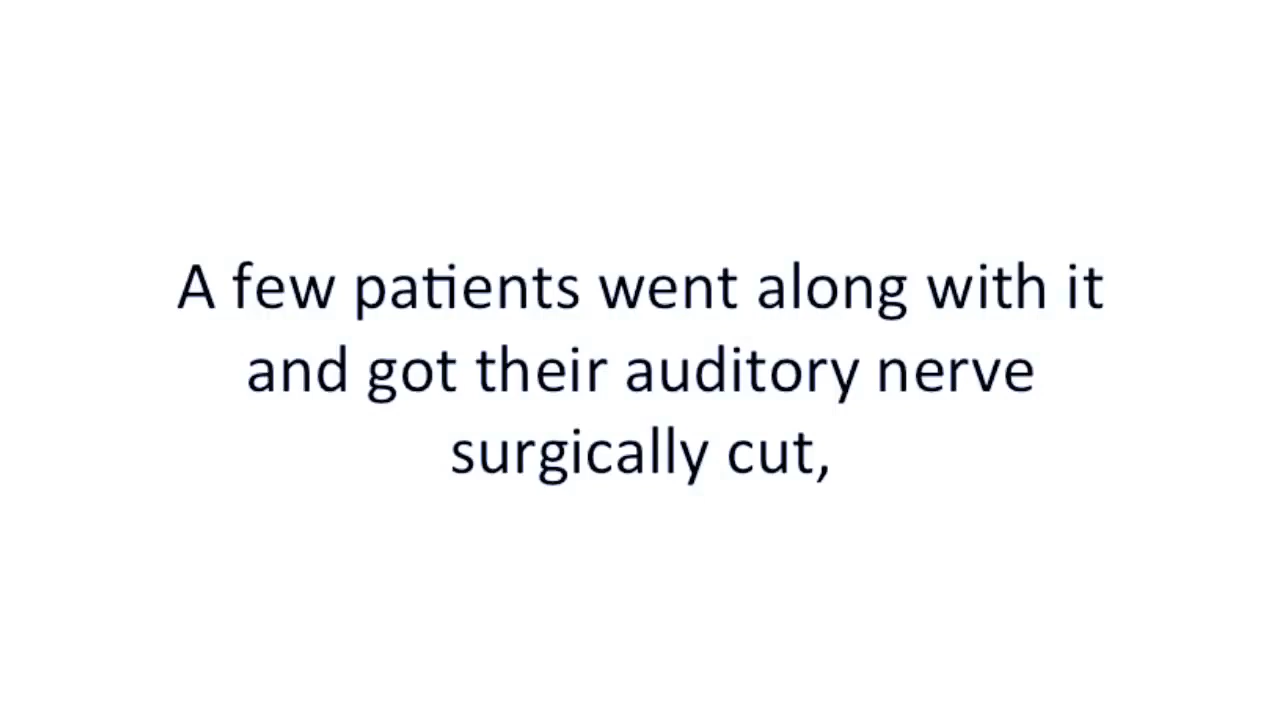 A few patients went along with it
and got their auditory nerve
surgically cut,